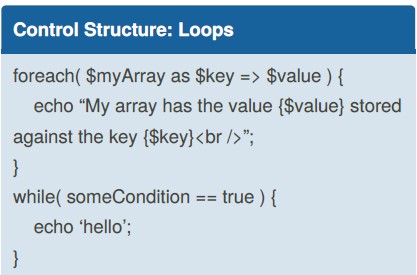 Control Structure: Loops
foreach( $myArray as $key => $value ) {
echo “My array has the value {$value} stored
against the key {$key}<br />”;
}
while( someCondition == true ) {
echo ‘hello’;
}